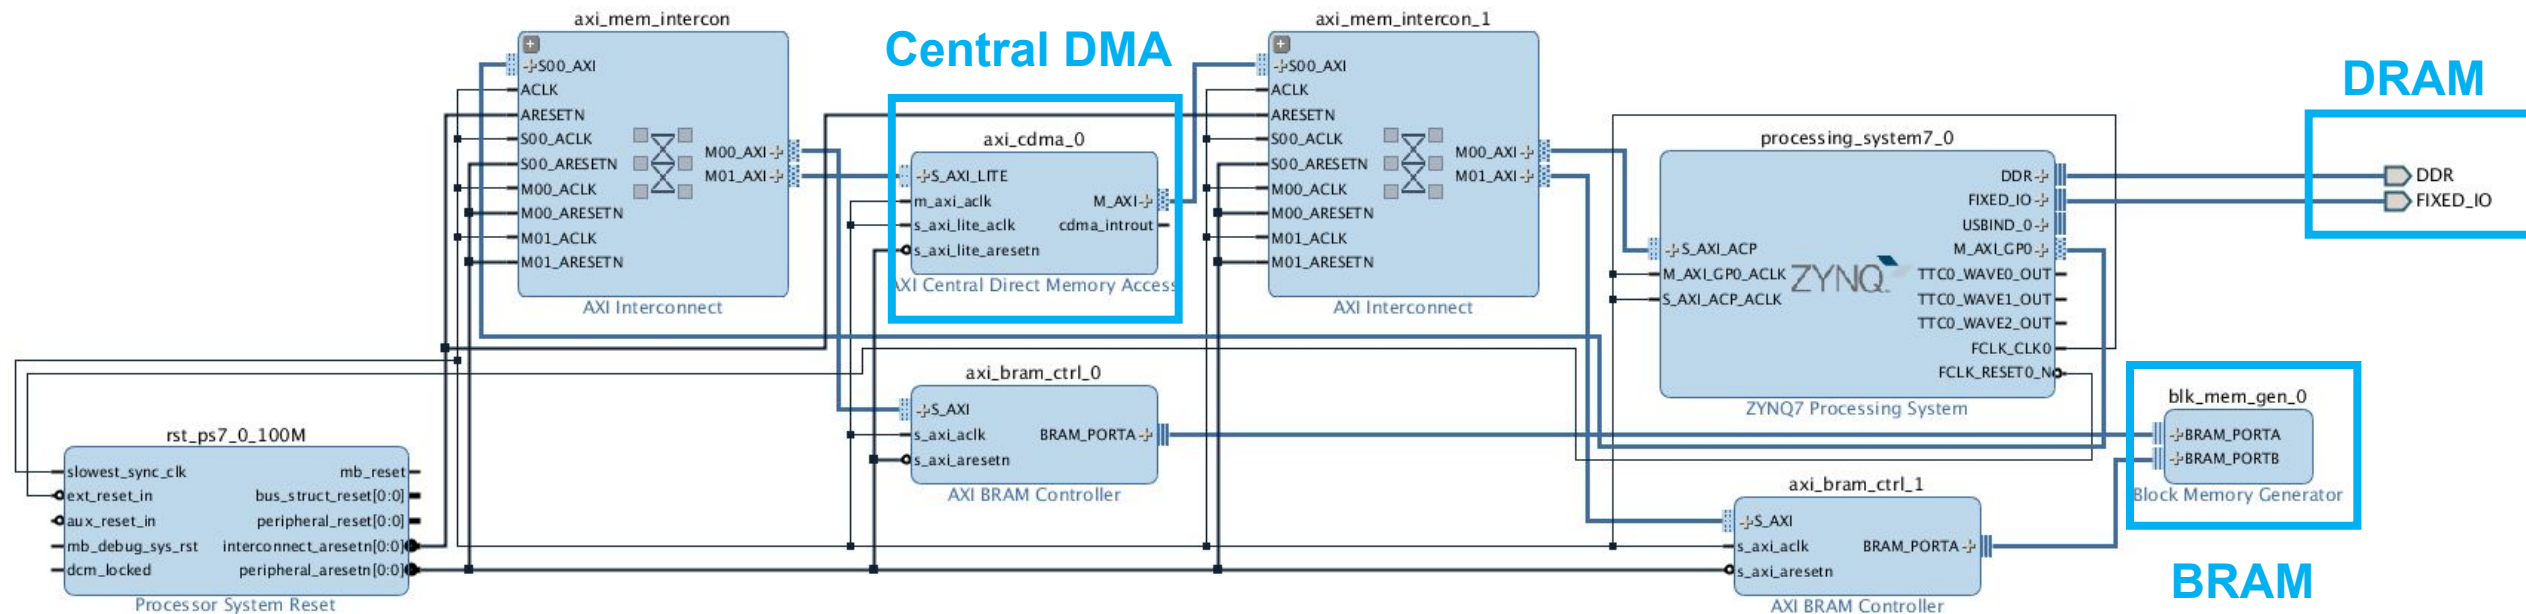 axi_mem_intercon
S00_AXI
ACLK
ARESETN
S00_ACLK
S00_ARESETN
M00_ACLK
M00_ARESETN
M01_ACLK
M01_ARESETN
M00_AXI
M01_AXI
AXI Interconnect
Central DMA
axi_cdma_0
S_AXI_LITE
m_axi_aclk
s_axi_lite_aclk
s_axi_lite_aresetn
M_AXI
cdma_introut
AXI Central Direct Memory Access
axi_mem_intercon_1
S00_AXI
ACLK
ARESETN
S00_ACLK
S00_ARESETN
M00_ACLK
M00_ARESETN
M01_ACLK
M01_ARESETN
M00_AXI
M01_AXI
AXI Interconnect
processing_system7_0
S_AXI_ACP
M_AXI_GP0_ACLK
S_AXI_ACP_ACLK
ZYNQ
DDR
FIXED_IO
USBIND_0
M_AXI_GP0
TTC0_WAVE0_OUT
TTC0_WAVE1_OUT
TTC0_WAVE2_OUT
FCLK_CLK0
FCLK_RESET0_N
ZYNQ7 Processing System
DRAM
DDR
FIXED_IO
rst_ps7_0_100M
slowest_sync_clk
ext_reset_in
aux_reset_in
mb_debug_sys_rst
dcm_locked
mb_reset
bus_struct_reset[0:0]
peripheral_reset[0:0]
interconnect_aresetn[0:0]
peripheral_aresetn[0:0]
Processor System Reset
axi_bram_ctrl_0
S_AXI
s_axi_aclk
s_axi_aresetn
BRAM_PORTA
AXI BRAM Controller
axi_bram_ctrl_1
S_AXI
s_axi_aclk
s_axi_aresetn
BRAM_PORTA
AXI BRAM Controller
blk_mem_gen_0
BRAM_PORTA
BRAM_PORTB
Block Memory Generator
BRAM